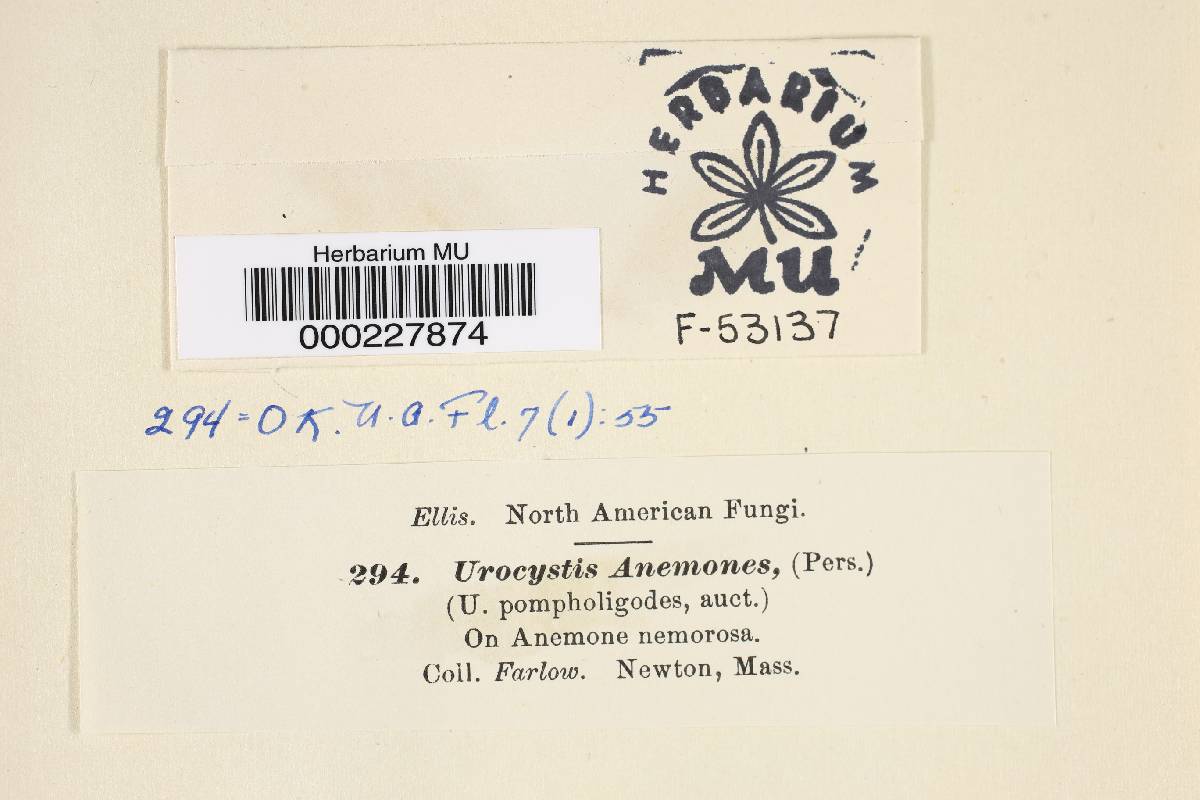 HERBARIUM
MU
F-53137
Herbarium MU
000227874
294=OK. N.A.Fl. 7(1):55
Ellis. North American Fungi.
294. Urocystis Anemones, (Pers.)
(U. pompholigodes, auct.)
On Anemone nemorosa.
Coll. Farlow. Newton, Mass.